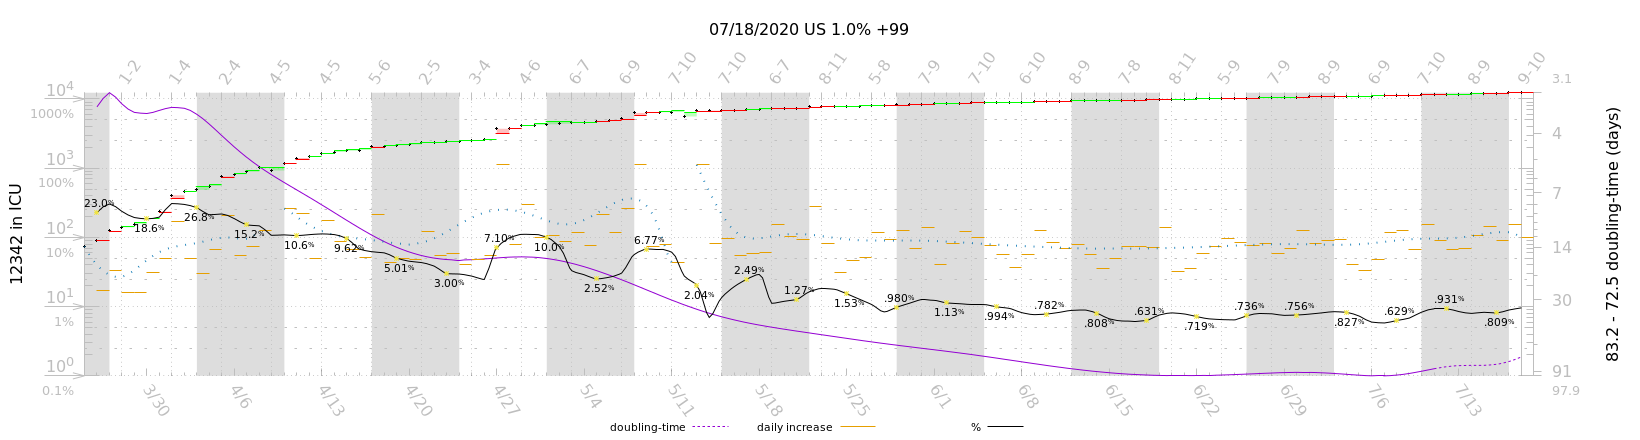 07/18/2020 US 1.0% +99
1-2 1-4 2-4 4-5 4-5 5-6 2-5 3-4 4-6 6-7 6-9 7-10 7-10 6-7 8-11 5-8 7-9 7-10 8-9 7-8 8-11 5-9 7-9 8-9 6-9 7-10 8-9 9-10
12342 in ICU
10^4
1000%
10^3
100%
10^2
10%
10^1
1%
10^0
0.1%
23.0% 18.6% 26.8% 15.2% 10.6% 9.62% 5.01% 3.00% 7.10% 10.0% 2.52% 6.77% 2.04% 2.49% 1.27% 1.53% .980% 1.13% .994% .782% .808% .631% .719% .736% .756% .827% .629% .931% .809%
3.1
4
7
14
30
91
97.9
83.2 - 72.5 doubling-time (days)
3/30 4/6 4/13 4/20 4/27 5/4 5/11 5/18 5/25 6/1 6/8 6/15 6/22 6/29 7/6 7/13
doubling-time daily increase %